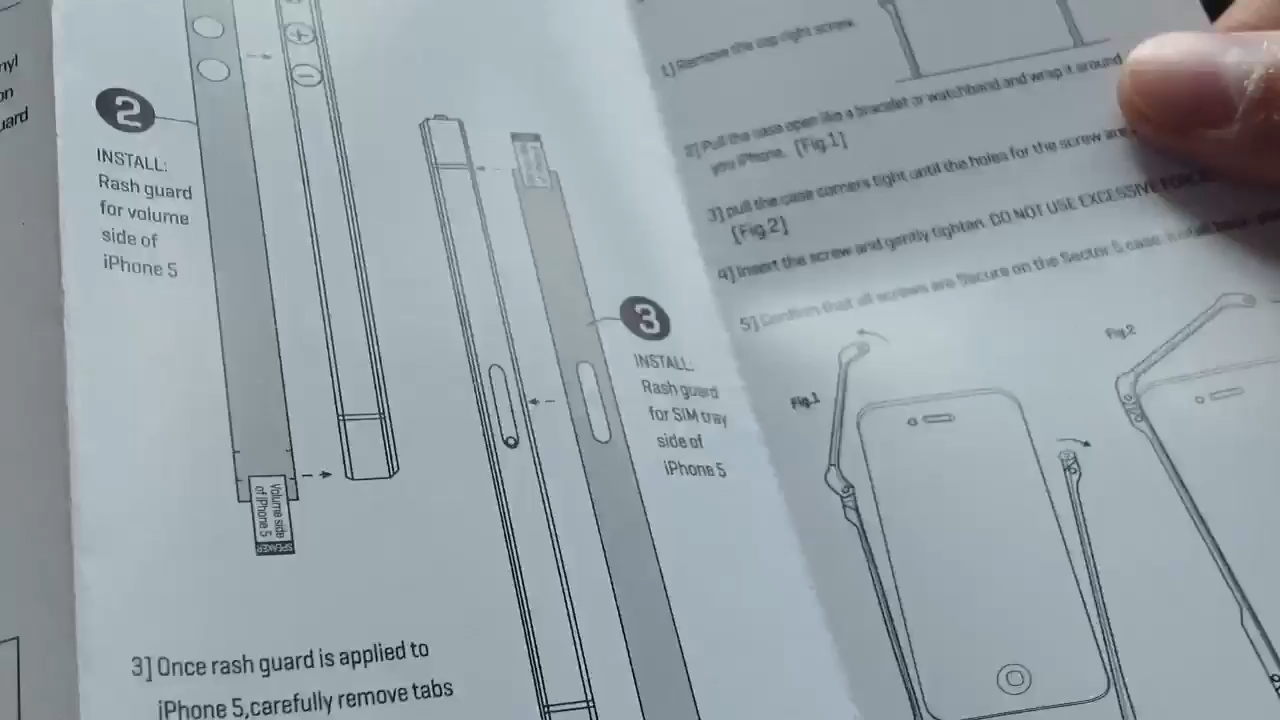 nyl
on
uard
+
−
2
INSTALL:
Rash guard
for volume
side of
iPhone 5
Volume side
of iPhone 5
SPEAKER
3
INSTALL:
Rash guard
for SIM tray
side of
iPhone 5
3] Once rash guard is applied to
iPhone 5,carefully remove tabs
1] Remove the top right screw.
2] Pull the case open like a bracelet or watchband and wrap it around
you iPhone. [Fig.1]
3] pull the case corners tight until the holes for the screw are
[Fig.2]
4] Insert the screw and gently tighten. DO NOT USE EXCESSIVE FORCE
5] Confirm that all screws are Secure on the Sector 5 case.
Fig.1
Fig.2